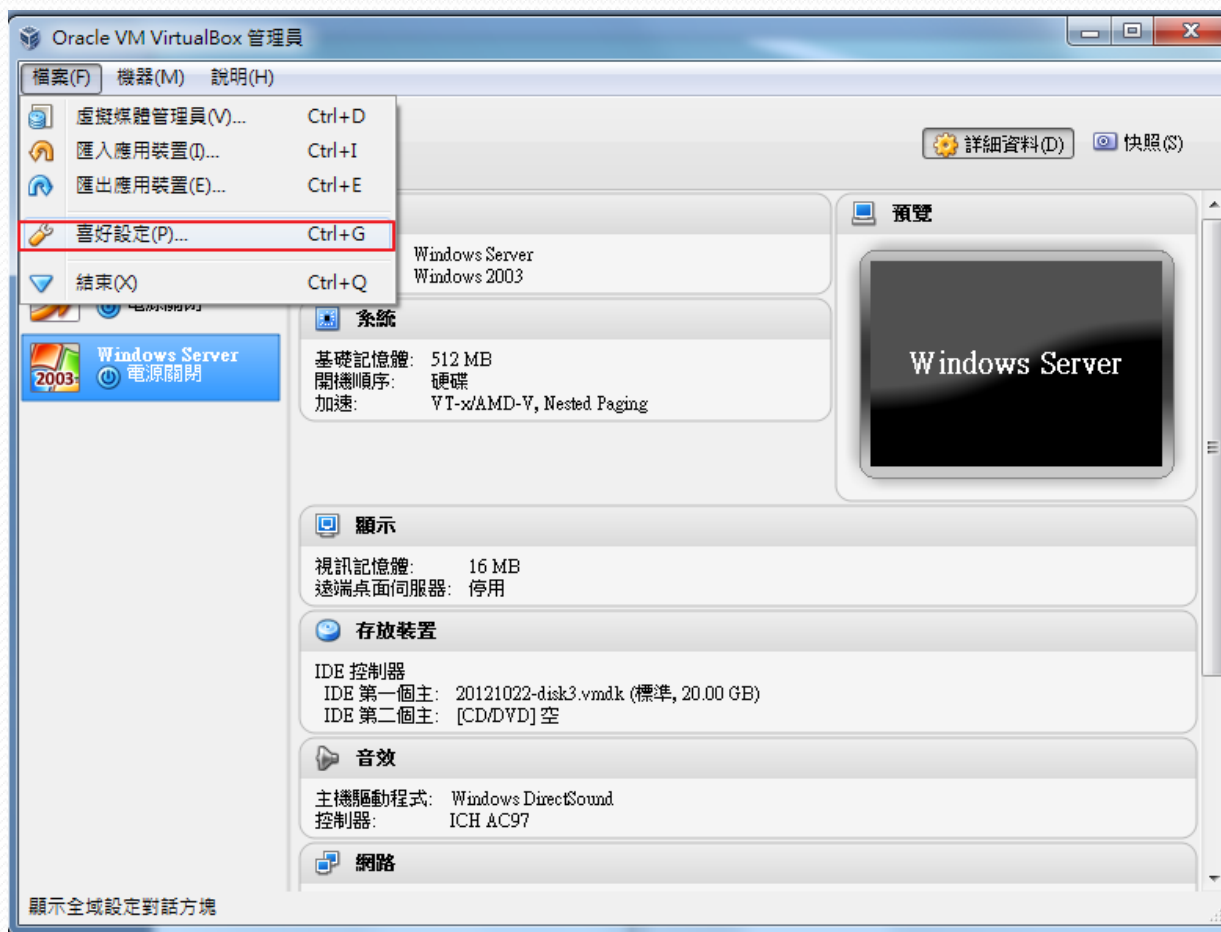 Oracle VM VirtualBox 管理員
檔案(F) 機器(M) 說明(H)
虛擬媒體管理員(V)... Ctrl+D
匯入應用裝置(I)... Ctrl+I
匯出應用裝置(E)... Ctrl+E
喜好設定(P)... Ctrl+G
結束(X) Ctrl+Q
詳細資料(D) 快照(S)
電源關閉
2003
Windows Server
電源關閉
Windows Server
Windows 2003
預覽
Windows Server
系統
基礎記憶體: 512 MB
開機順序: 硬碟
加速: VT-x/AMD-V, Nested Paging
顯示
視訊記憶體: 16 MB
遠端桌面伺服器: 停用
存放裝置
IDE 控制器
IDE 第一個主: 20121022-disk3.vmdk (標準, 20.00 GB)
IDE 第二個主: [CD/DVD] 空
音效
主機驅動程式: Windows DirectSound
控制器: ICH AC97
網路
顯示全域設定對話方塊